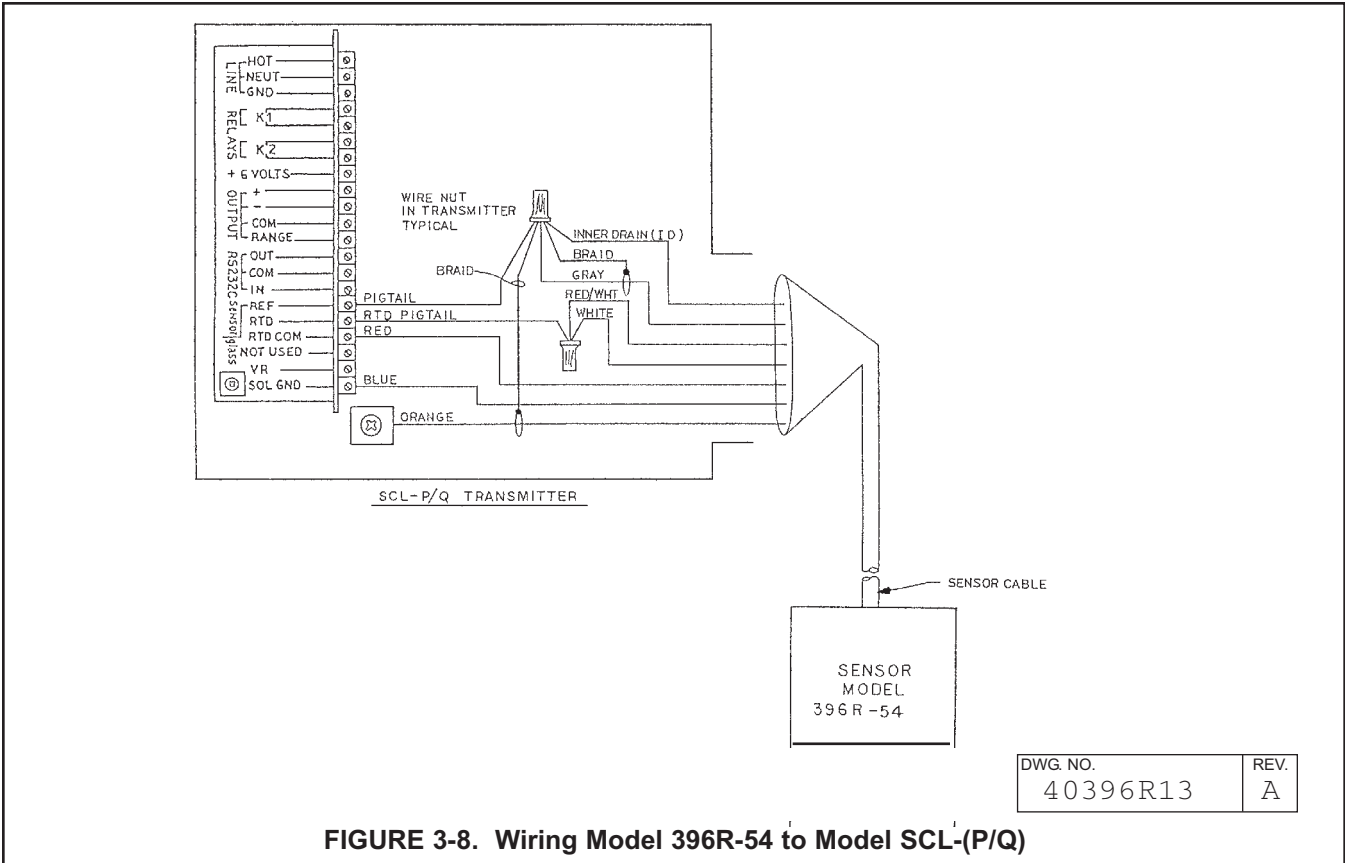 LINE
HOT
NEUT
GND
RELAYS
K1
K2
+ 6 VOLTS
OUTPUT
+
-
COM
RANGE
RS232C
OUT
COM
IN
Sensor/glass
REF
RTD
RTD COM
NOT USED
VR
SOL GND
WIRE NUT
IN TRANSMITTER
TYPICAL
BRAID
INNER DRAIN (ID)
BRAID
GRAY
RED/WHT
WHITE
PIGTAIL
RTD PIGTAIL
RED
BLUE
ORANGE
SCL-P/Q TRANSMITTER
SENSOR CABLE
SENSOR
MODEL
396R-54
DWG. NO.
40396R13
REV.
A
FIGURE 3-8. Wiring Model 396R-54 to Model SCL-(P/Q)